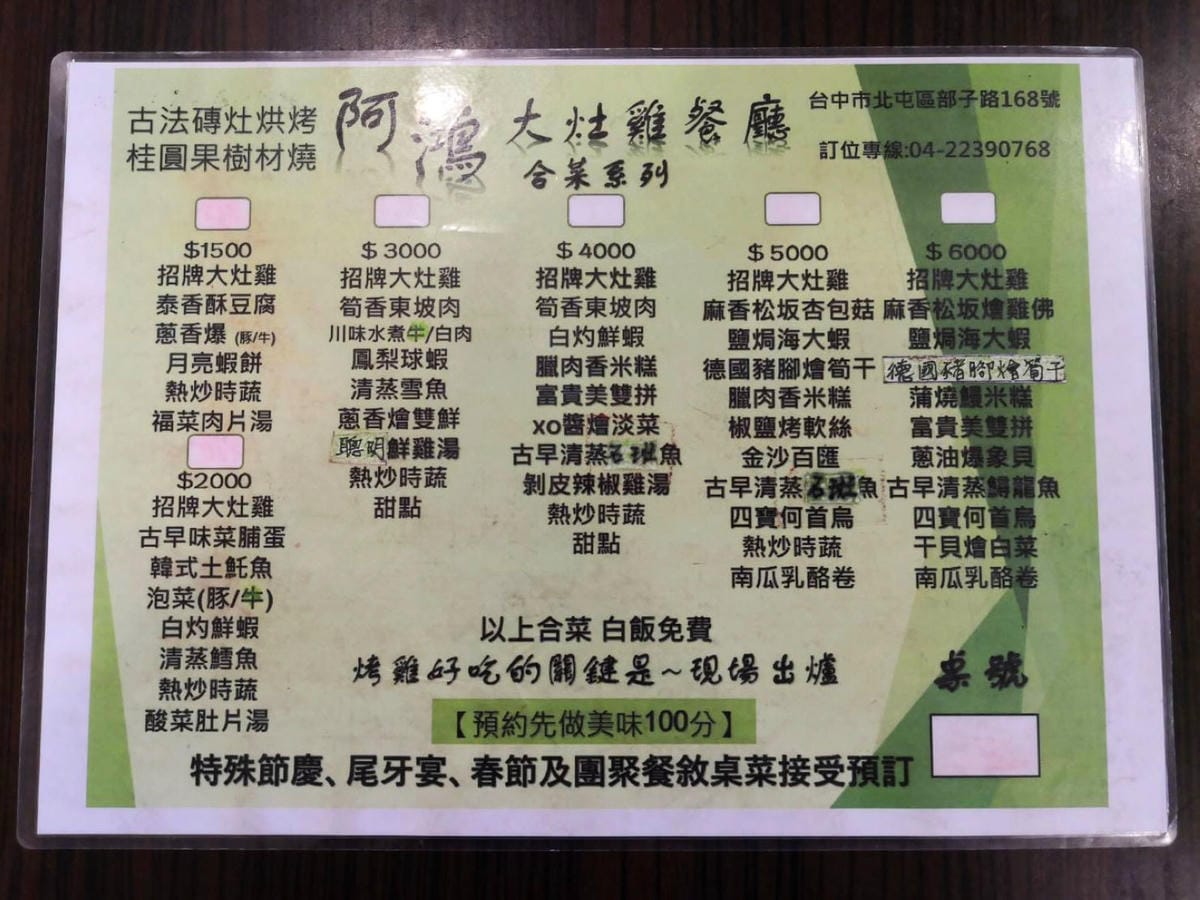 古法磚灶烘烤
桂圓果樹材燒
阿鴻大灶雞餐廳
合菜系列
台中市北屯區部子路168號
訂位專線:04-22390768
$1500
招牌大灶雞
泰香酥豆腐
蔥香爆 (豚/牛)
月亮蝦餅
熱炒時蔬
福菜肉片湯
$2000
招牌大灶雞
古早味菜脯蛋
韓式土魠魚
泡菜(豚/牛)
白灼鮮蝦
清蒸鱈魚
熱炒時蔬
酸菜肚片湯
$3000
招牌大灶雞
筍香東坡肉
川味水煮牛/白肉
鳳梨球蝦
清蒸雪魚
蔥香燴雙鮮
聰明鮮雞湯
熱炒時蔬
甜點
$4000
招牌大灶雞
筍香東坡肉
白灼鮮蝦
臘肉香米糕
富貴美雙拼
xo醬燴淡菜
古早清蒸石班魚
剝皮辣椒雞湯
熱炒時蔬
甜點
$5000
招牌大灶雞
麻香松坂杏包菇
鹽焗海大蝦
德國豬腳燴筍干
臘肉香米糕
椒鹽烤軟絲
金沙百匯
古早清蒸石班魚
四寶何首烏
熱炒時蔬
南瓜乳酪卷
$6000
招牌大灶雞
麻香松坂燴雞佛
鹽焗海大蝦
德國豬腳燴筍干
蒲燒鰻米糕
富貴美雙拼
蔥油爆象貝
古早清蒸鱘龍魚
四寶何首烏
干貝燴白菜
南瓜乳酪卷
以上合菜 白飯免費
烤雞好吃的關鍵是~現場出爐
【預約先做美味100分】
特殊節慶、尾牙宴、春節及團聚餐敘桌菜接受預訂
桌號